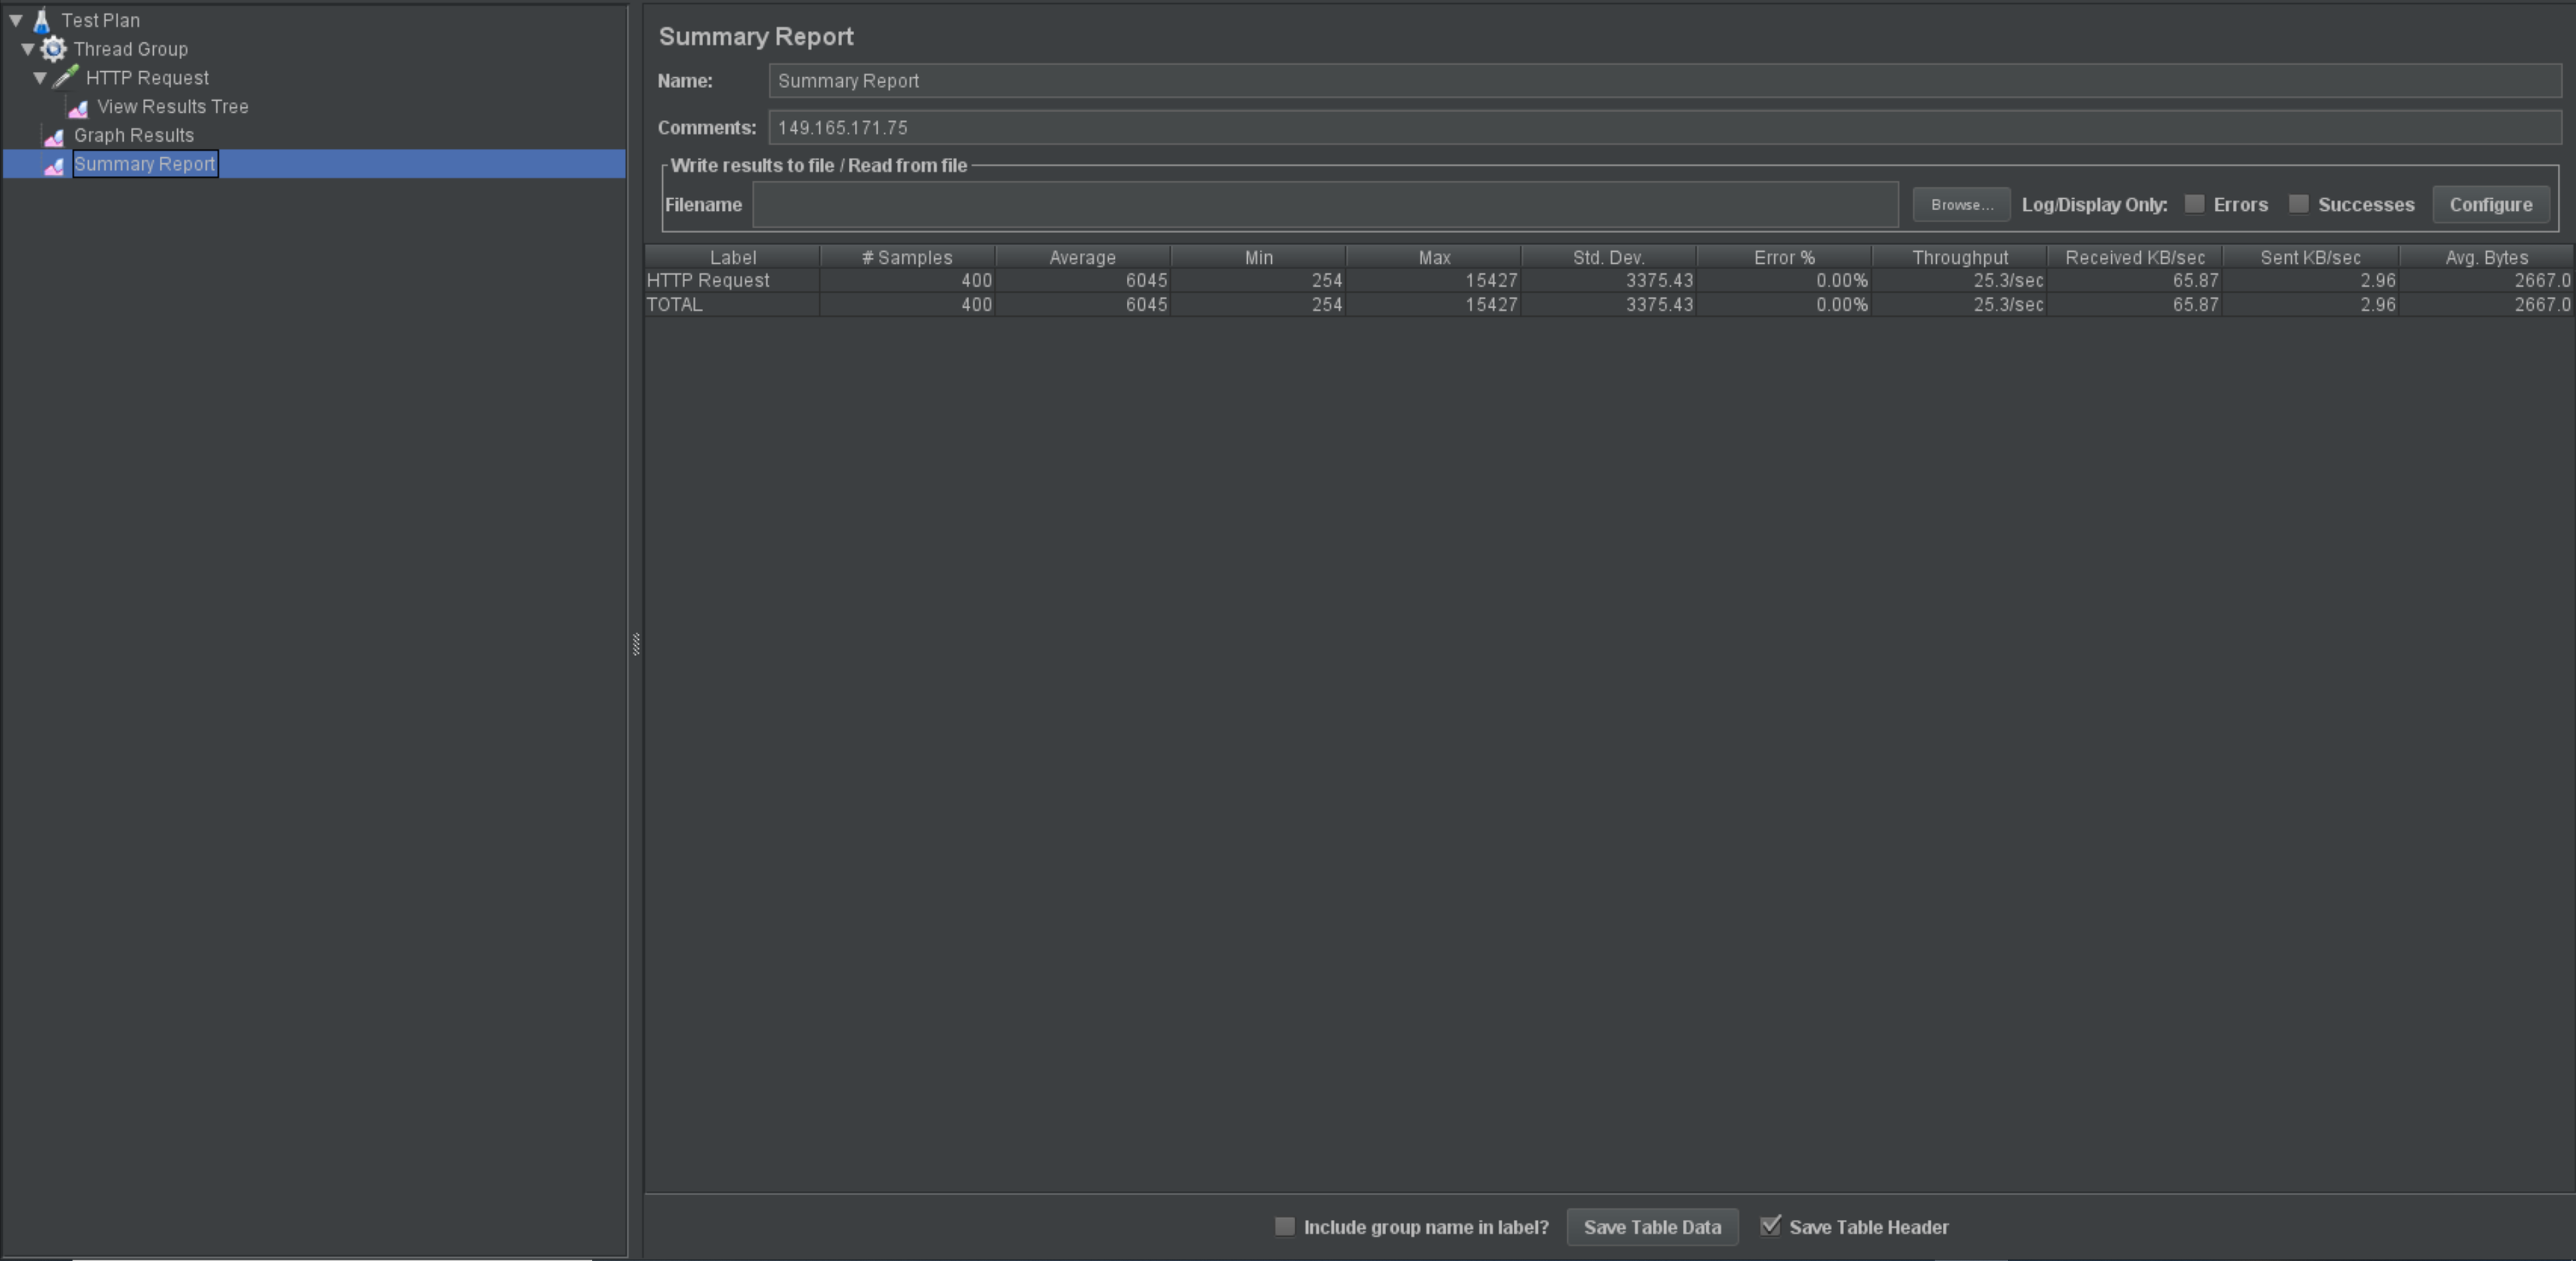 Test Plan
Thread Group
HTTP Request
View Results Tree
Graph Results
Summary Report
Summary Report
Name: Summary Report
Comments: 149.165.171.75
Write results to file / Read from file
Filename Browse... Log/Display Only: Errors Successes Configure
Label # Samples Average Min Max Std. Dev. Error % Throughput Received KB/sec Sent KB/sec Avg. Bytes
HTTP Request 400 6045 254 15427 3375.43 0.00% 25.3/sec 65.87 2.96 2667.0
TOTAL 400 6045 254 15427 3375.43 0.00% 25.3/sec 65.87 2.96 2667.0
Include group name in label? Save Table Data Save Table Header